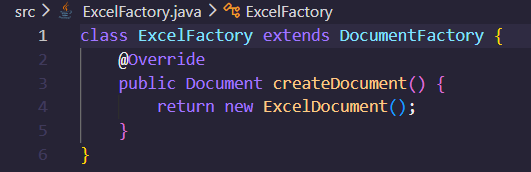 src > ExcelFactory.java > ExcelFactory
1 class ExcelFactory extends DocumentFactory {
2     @Override
3     public Document createDocument() {
4         return new ExcelDocument();
5     }
6 }